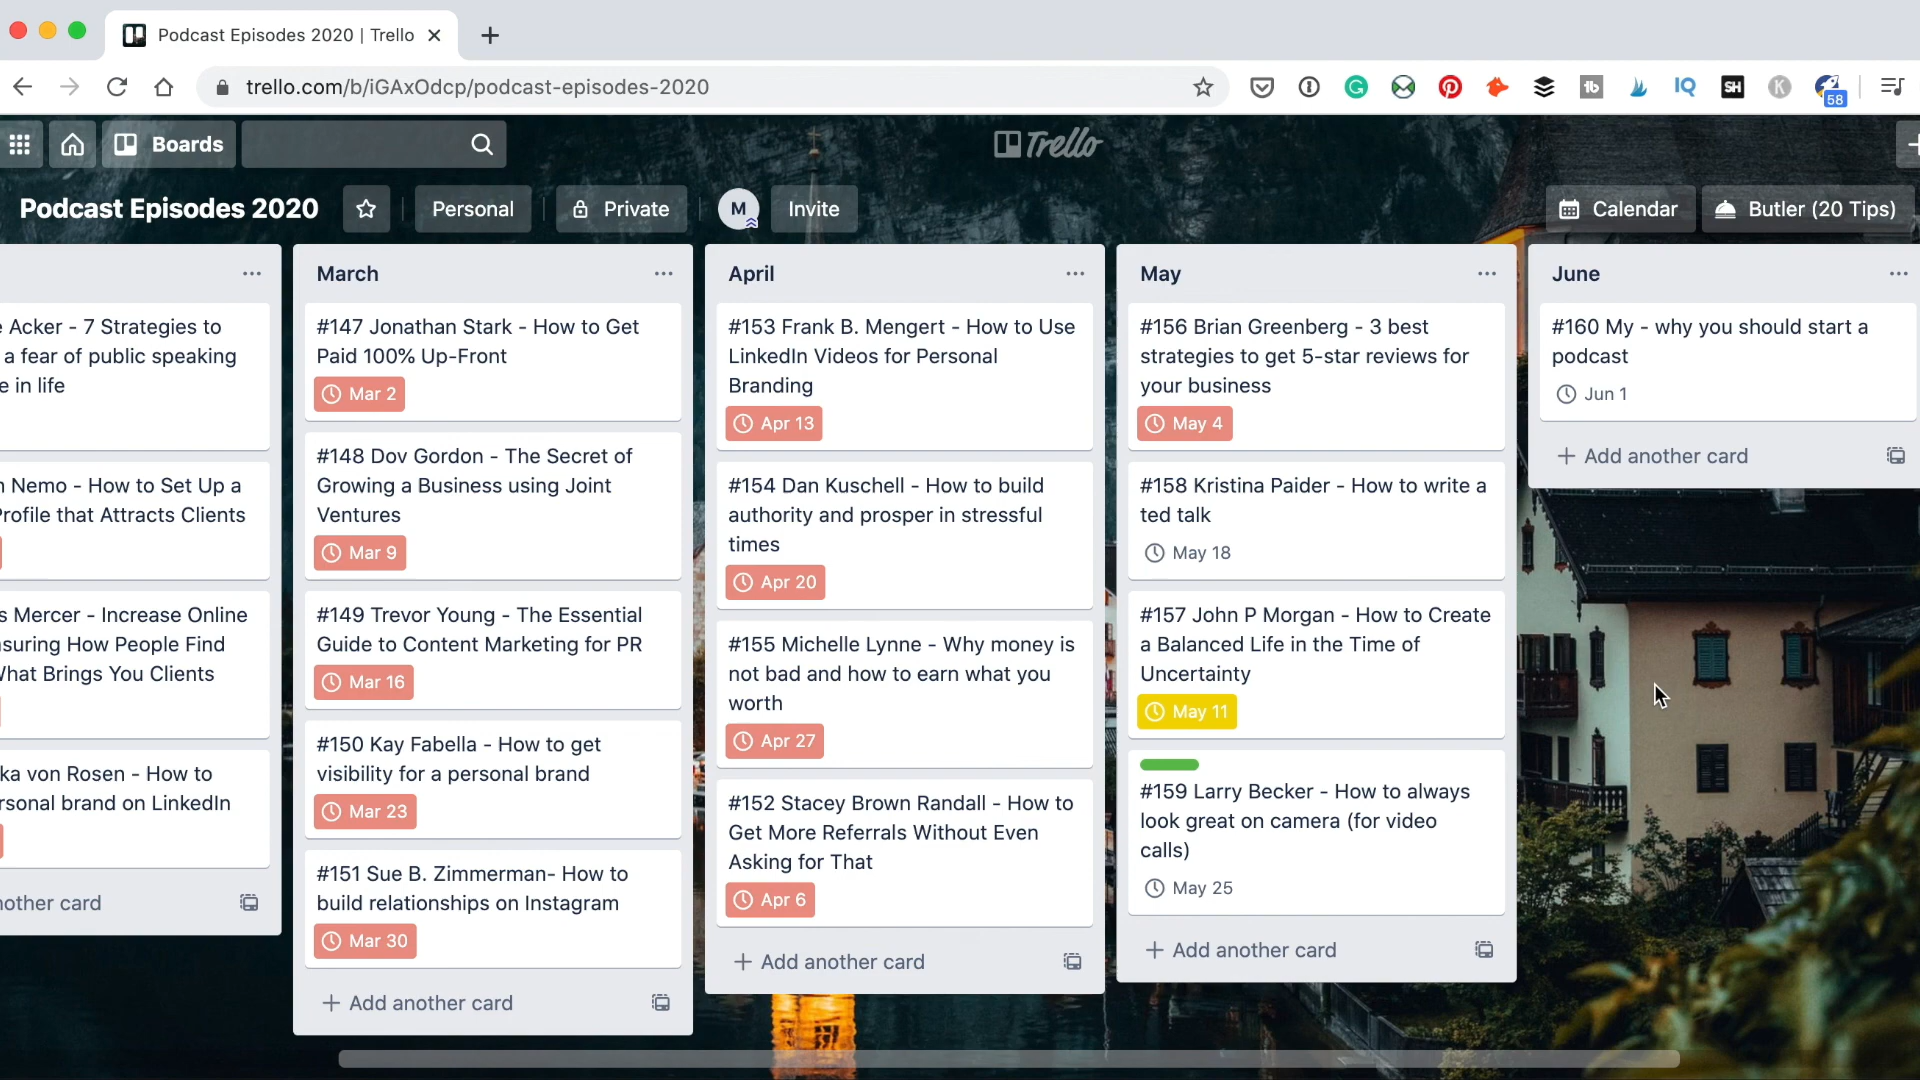 Podcast Episodes 2020 | Trello
trello.com/b/iGAxOdcp/podcast-episodes-2020
58
Boards
Trello
Podcast Episodes 2020
Personal
Private
M
Invite
Calendar
Butler (20 Tips)
Acker - 7 Strategies to
a fear of public speaking
in life
Nemo - How to Set Up a
that Attracts Clients
Mercer - Increase Online
How People Find
Brings You Clients
von Rosen - How to
brand on LinkedIn
card
March
#147 Jonathan Stark - How to Get
Paid 100% Up-Front
Mar 2
#148 Dov Gordon - The Secret of
Growing a Business using Joint
Ventures
Mar 9
#149 Trevor Young - The Essential
Guide to Content Marketing for PR
Mar 16
#150 Kay Fabella - How to get
visibility for a personal brand
Mar 23
#151 Sue B. Zimmerman- How to
build relationships on Instagram
Mar 30
Add another card
April
#153 Frank B. Mengert - How to Use
LinkedIn Videos for Personal
Branding
Apr 13
#154 Dan Kuschell - How to build
authority and prosper in stressful
times
Apr 20
#155 Michelle Lynne - Why money is
not bad and how to earn what you
worth
Apr 27
#152 Stacey Brown Randall - How to
Get More Referrals Without Even
Asking for That
Apr 6
Add another card
May
#156 Brian Greenberg - 3 best
strategies to get 5-star reviews for
your business
May 4
#158 Kristina Paider - How to write a
ted talk
May 18
#157 John P Morgan - How to Create
a Balanced Life in the Time of
Uncertainty
May 11
#159 Larry Becker - How to always
look great on camera (for video
calls)
May 25
Add another card
June
#160 My - why you should start a
podcast
Jun 1
Add another card